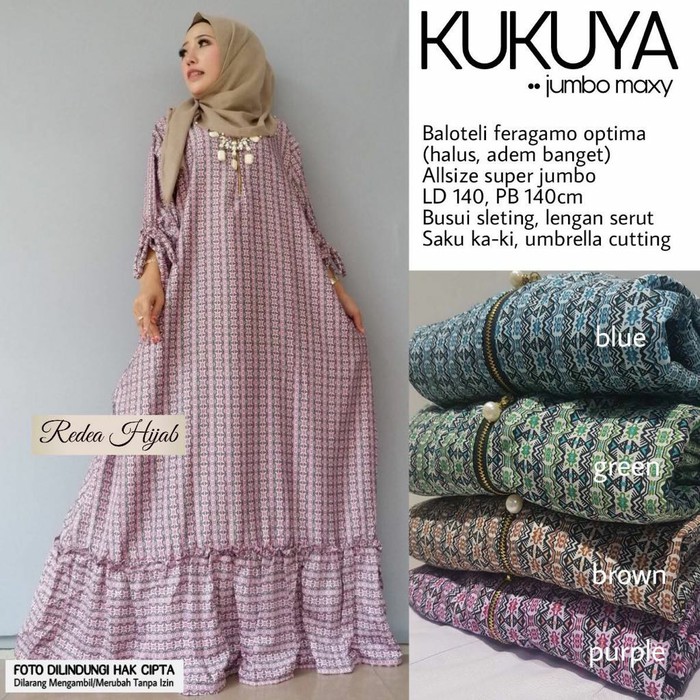 KUKUYA
•• jumbo maxy
Baloteli feragamo optima
(halus, adem banget)
Allsize super jumbo
LD 140, PB 140cm
Busui sleting, lengan serut
Saku ka-ki, umbrella cutting
blue
green
brown
purple
Redea Hijab
FOTO DILINDUNGI HAK CIPTA
Dilarang Mengambil/Merubah Tanpa Izin